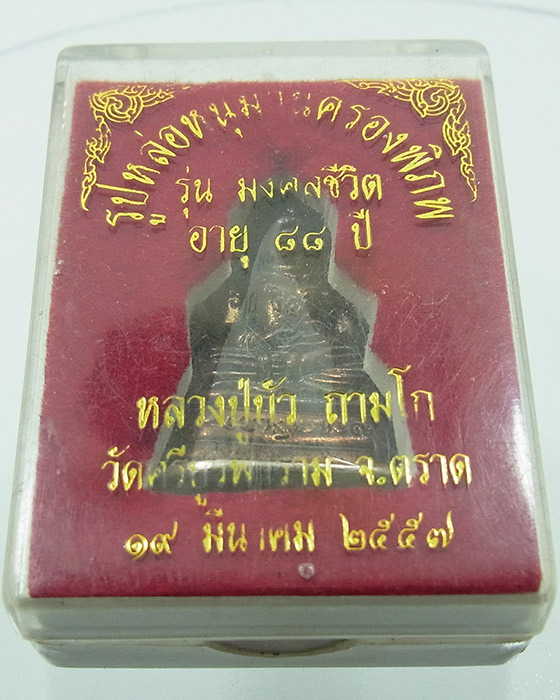 รูปหล่อหนุมานครองพิภพ
รุ่น มงคลชีวิต
อายุ ๘๘ ปี
หลวงปู่บัว ถามโก
วัดศรีบูรพาราม จ.ตราด
๑๙ มีนาคม ๒๕๕๗